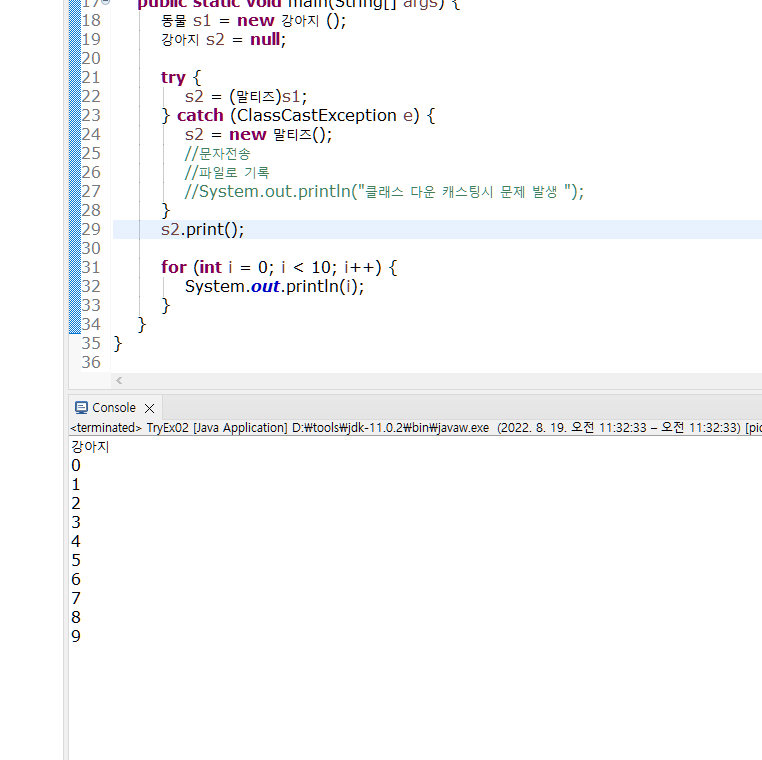 17 public static void main(String[] args) {
18 동물 s1 = new 강아지 ();
19 강아지 s2 = null;
20
21 try {
22 s2 = (말티즈)s1;
23 } catch (ClassCastException e) {
24 s2 = new 말티즈();
25 //문자전송
26 //파일로 기록
27 //System.out.println("클래스 다운 캐스팅시 문제 발생 ");
28 }
29 s2.print();
30
31 for (int i = 0; i < 10; i++) {
32 System.out.println(i);
33 }
34 }
35 }
36
Console
<terminated> TryEx02 [Java Application] D:₩tools₩jdk-11.0.2₩bin₩javaw.exe (2022. 8. 19. 오전 11:32:33 – 오전 11:32:33) [pid
강아지
0
1
2
3
4
5
6
7
8
9